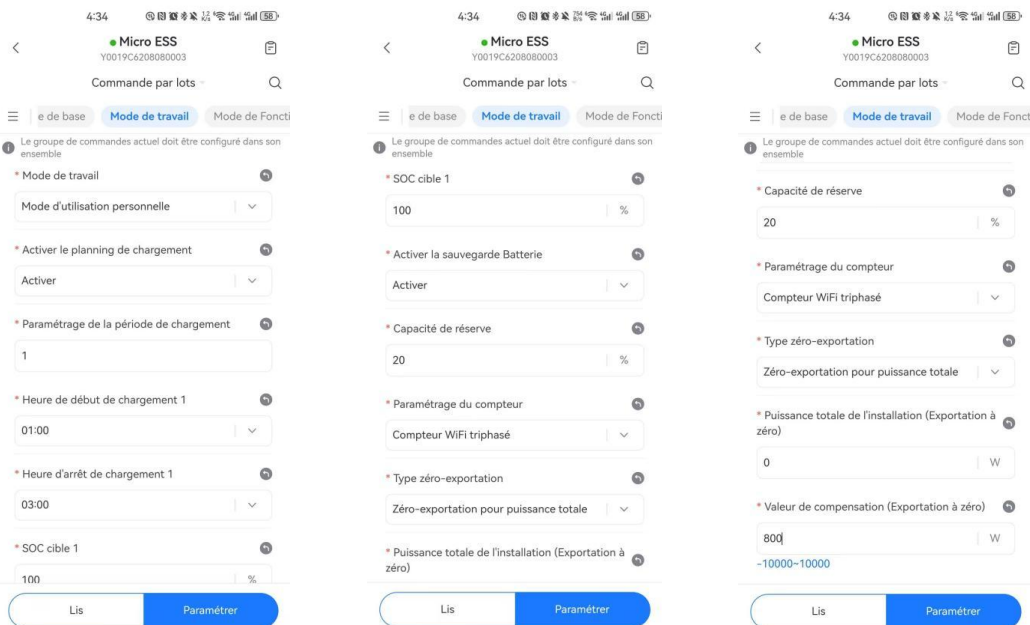 4:34
58
Micro ESS
Y0019C6208080003
Commande par lots
e de base
Mode de travail
Mode de Foncti
Le groupe de commandes actuel doit être configuré dans son
ensemble
* Mode de travail
Mode d'utilisation personnelle
* Activer le planning de chargement
Activer
* Paramétrage de la période de chargement
1
* Heure de début de chargement 1
01:00
* Heure d'arrêt de chargement 1
03:00
* SOC cible 1
100
%
Lis
Paramétrer
4:34
58
Micro ESS
Y0019C6208080003
Commande par lots
e de base
Mode de travail
Mode de Foncti
Le groupe de commandes actuel doit être configuré dans son
ensemble
* SOC cible 1
100
%
* Activer la sauvegarde Batterie
Activer
* Capacité de réserve
20
%
* Paramétrage du compteur
Compteur WiFi triphasé
* Type zéro-exportation
Zéro-exportation pour puissance totale
* Puissance totale de l'installation (Exportation à
zéro)
Lis
Paramétrer
4:34
58
Micro ESS
Y0019C6208080003
Commande par lots
e de base
Mode de travail
Mode de Fonct
Le groupe de commandes actuel doit être configuré dans son
ensemble
* Capacité de réserve
20
%
* Paramétrage du compteur
Compteur WiFi triphasé
* Type zéro-exportation
Zéro-exportation pour puissance totale
* Puissance totale de l'installation (Exportation à
zéro)
0
W
* Valeur de compensation (Exportation à zéro)
800
W
-10000~10000
Lis
Paramétrer